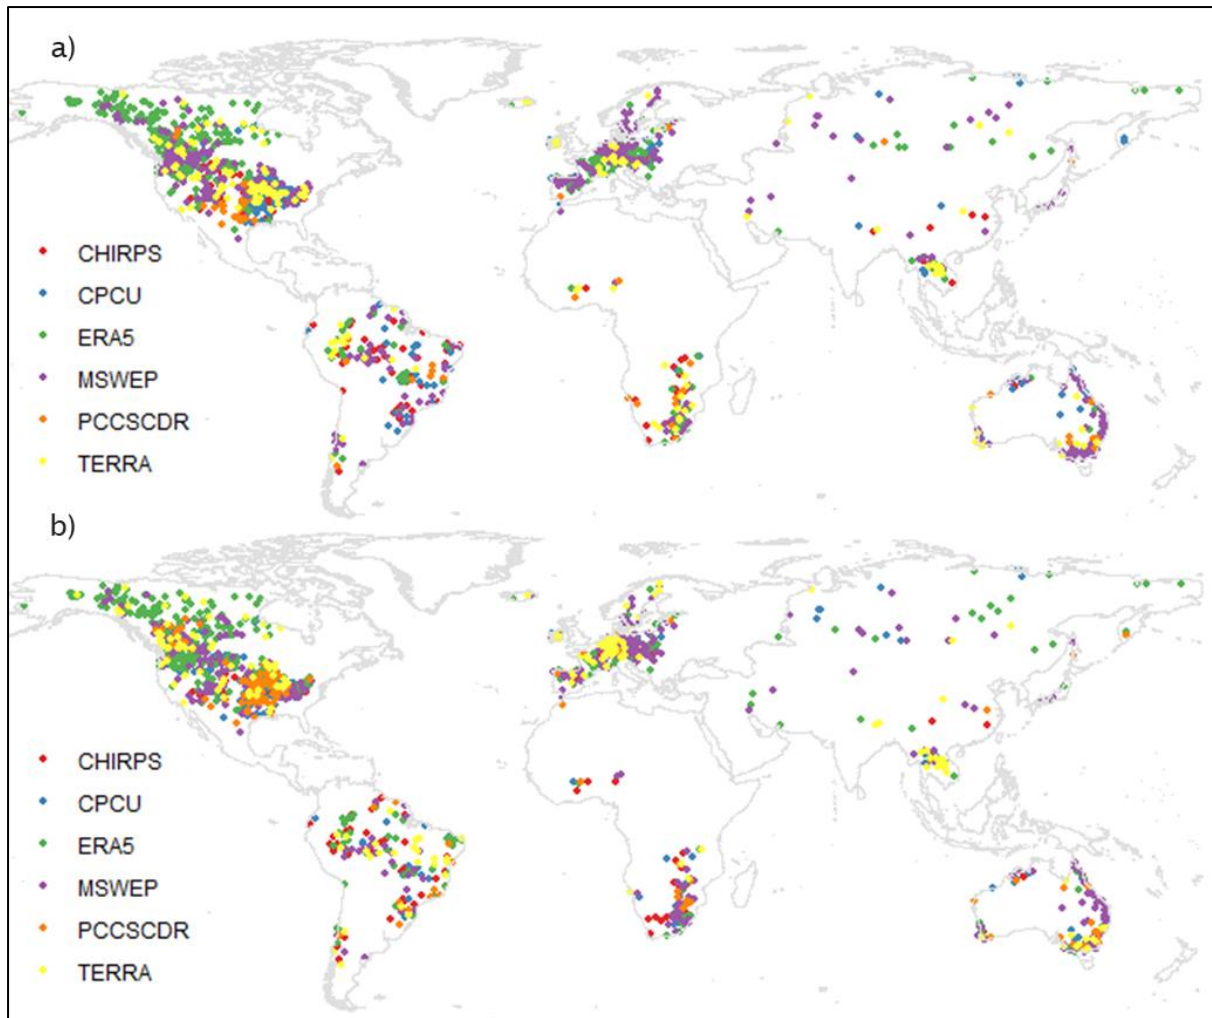 a)
CHIRPS
CPCU
ERA5
MSWEP
PCCSCDR
TERRA
b)
CHIRPS
CPCU
ERA5
MSWEP
PCCSCDR
TERRA